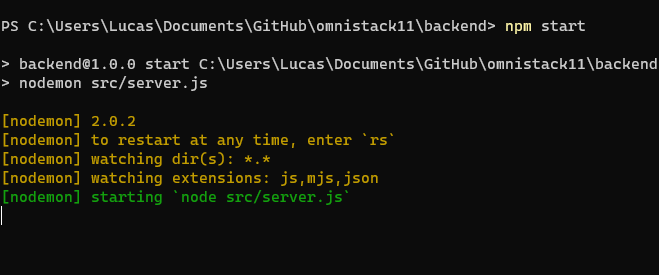 PS C:\Users\Lucas\Documents\GitHub\omnistack11\backend> npm start
> backend@1.0.0 start C:\Users\Lucas\Documents\GitHub\omnistack11\backend
> nodemon src/server.js
[nodemon] 2.0.2
[nodemon] to restart at any time, enter `rs`
[nodemon] watching dir(s): *.*
[nodemon] watching extensions: js,mjs,json
[nodemon] starting `node src/server.js`